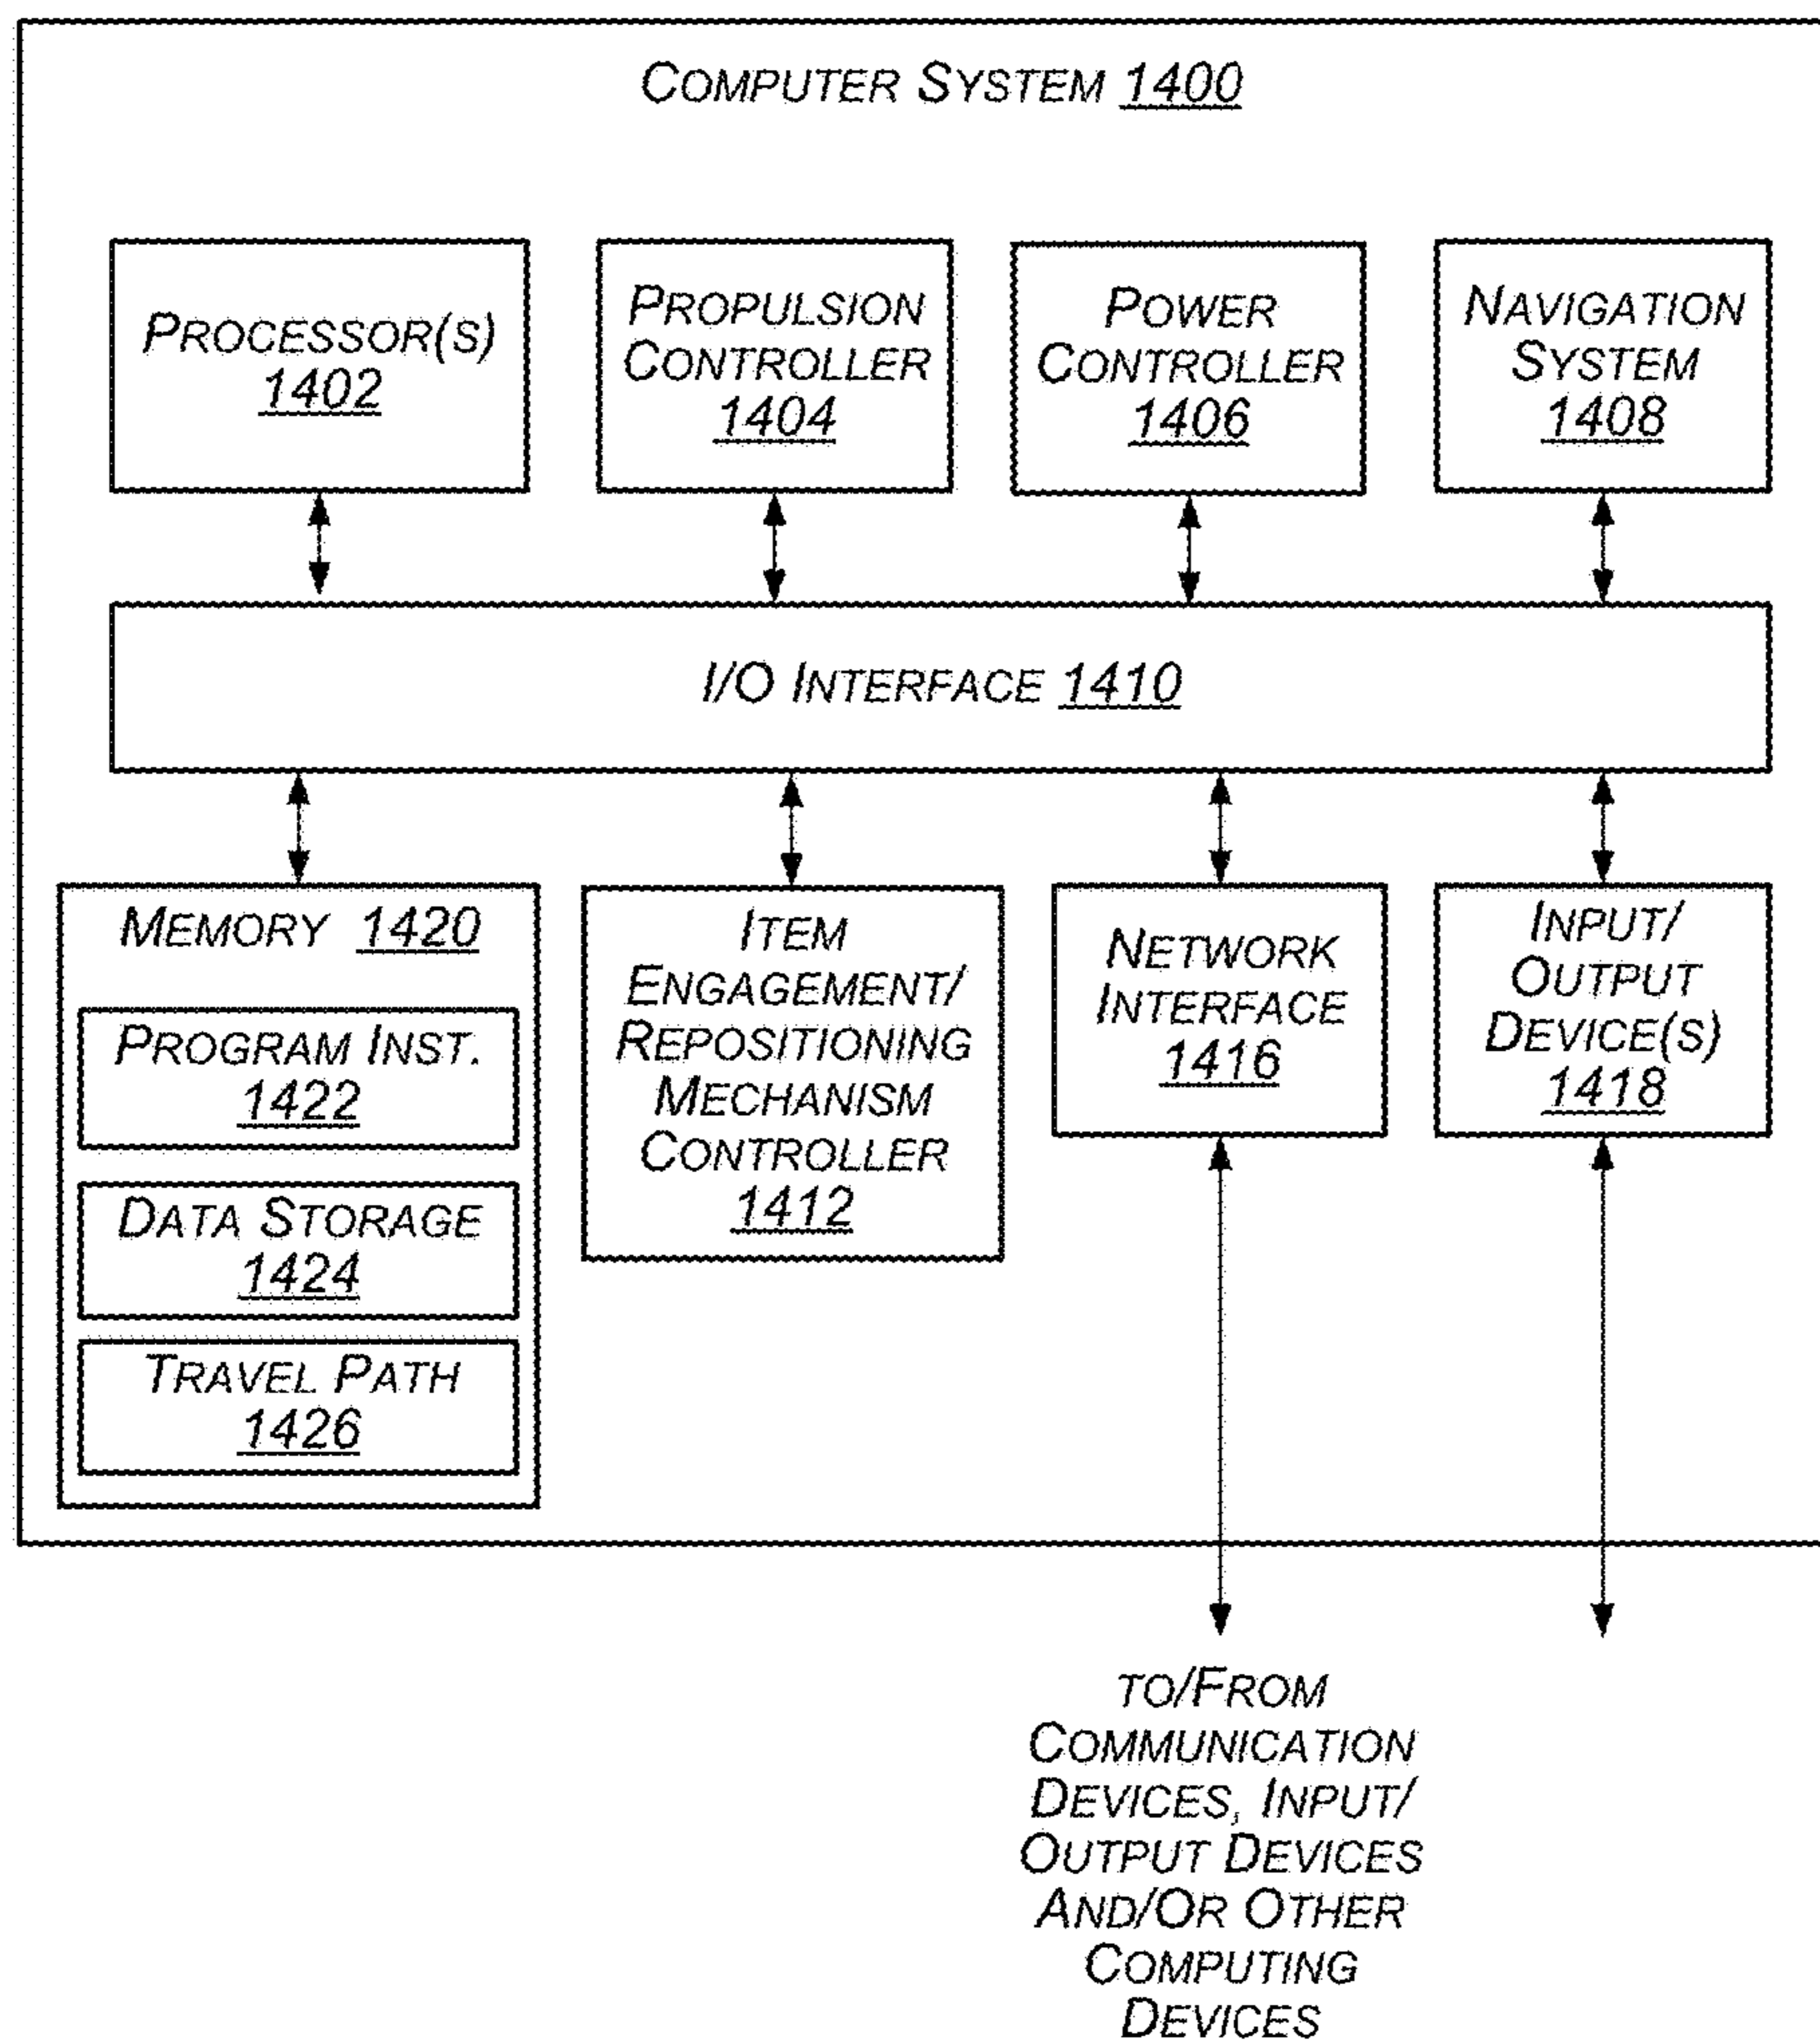 COMPUTER SYSTEM 1400
PROCESSOR(S)
1402
PROPULSION
CONTROLLER
1404
POWER
CONTROLLER
1406
NAVIGATION
SYSTEM
1408
I/O INTERFACE 1410
MEMORY 1420
PROGRAM INST.
1422
DATA STORAGE
1424
TRAVEL PATH
1426
ITEM
ENGAGEMENT/
REPOSITIONING
MECHANISM
CONTROLLER
1412
NETWORK
INTERFACE
1416
INPUT/
OUTPUT
DEVICE(S)
1418
TO/FROM
COMMUNICATION
DEVICES, INPUT/
OUTPUT DEVICES
AND/OR OTHER
COMPUTING
DEVICES